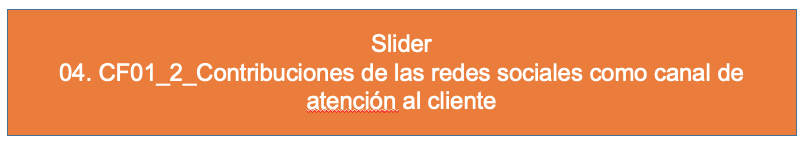 Slider
04. CF01_2_Contribuciones de las redes sociales como canal de
atención al cliente